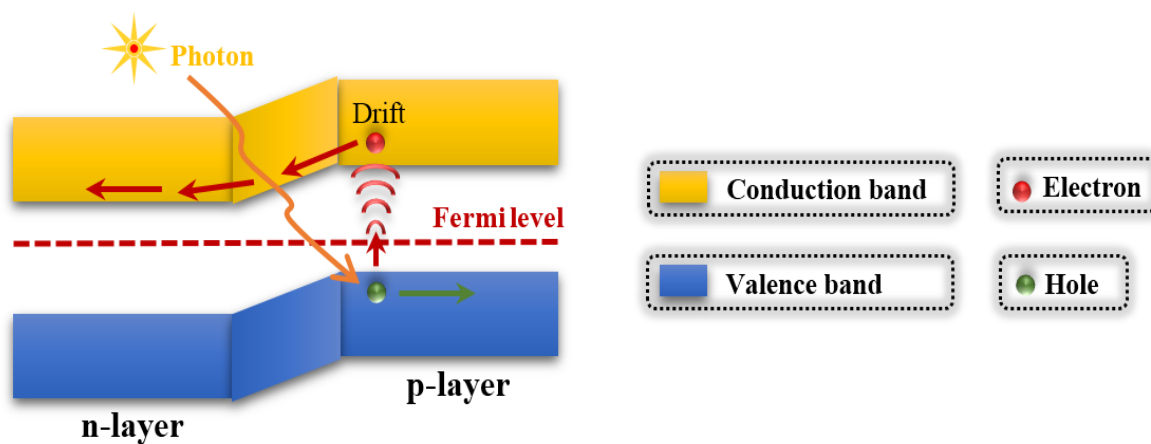 Photon
Drift
Fermi level
p-layer
n-layer
Conduction band
Electron
Valence band
Hole